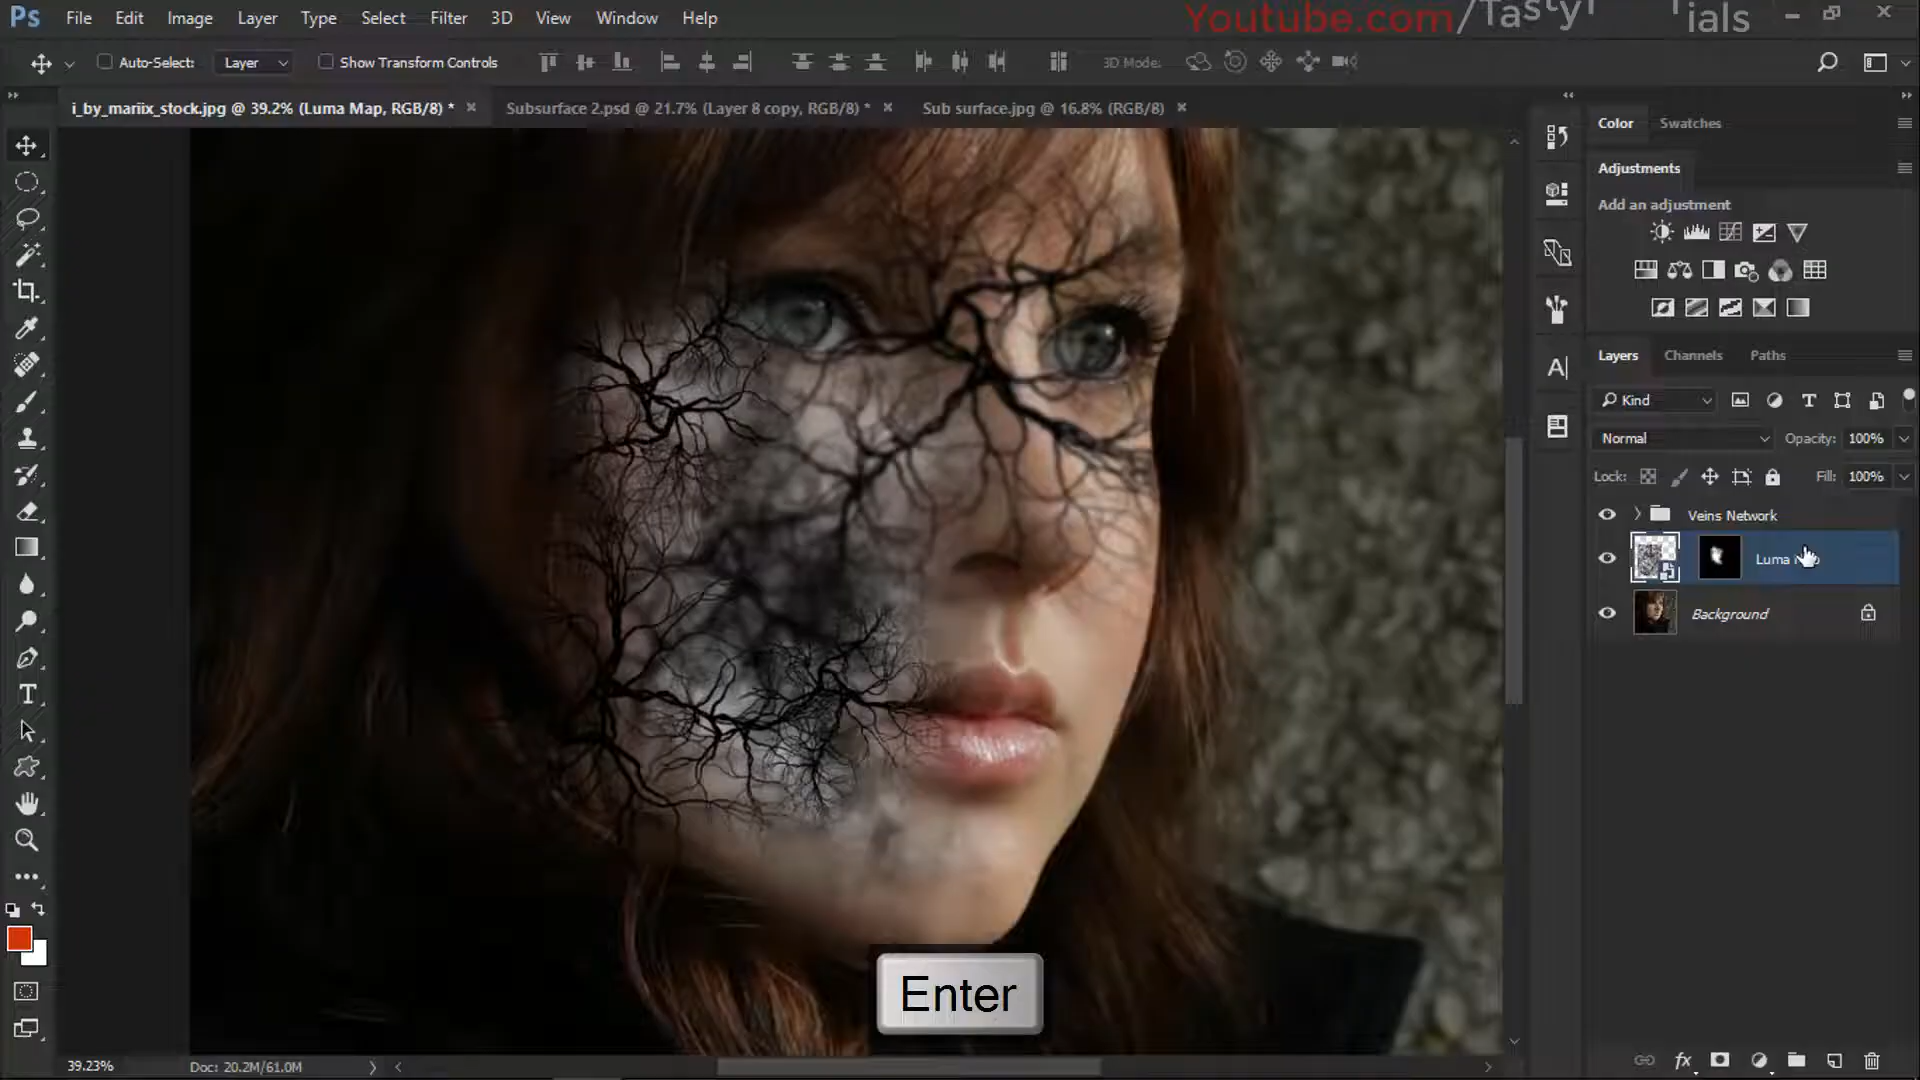 Ps File Edit Image Layer Type Select Filter 3D View Window Help
Youtube.com/Tasty ials
Auto-Select: Layer Show Transform Controls 3D Mode:
i_by_mariix_stock.jpg @ 39.2% (Luma Map, RGB/8) * Subsurface 2.psd @ 21.7% (Layer 8 copy, RGB/8) * Sub surface.jpg @ 16.8% (RGB/8)
Color Swatches
Adjustments
Add an adjustment
Layers Channels Paths
Kind
Normal Opacity: 100%
Lock: Fill: 100%
Veins Network
Luma
Background
Enter
39.23% Doc: 20.2M/61.0M